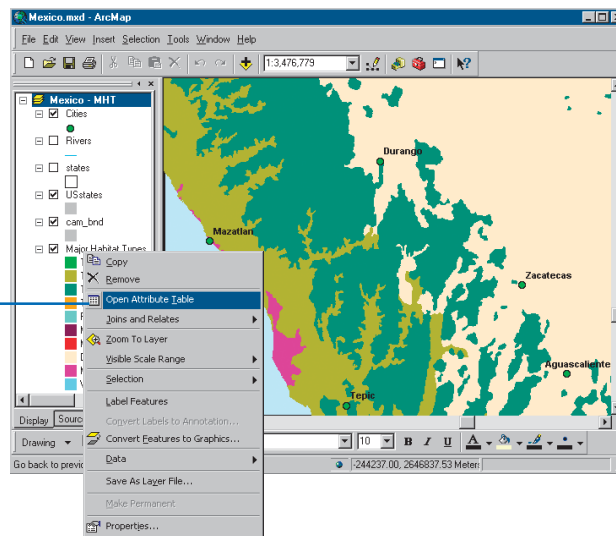 Mexico.mxd - ArcMap
File Edit View Insert Selection Tools Window Help
1:3,476,779
Mexico - MHT
Cities
Rivers
states
USstates
cam_bnd
Major Habitat Types
Durango
Mazatlan
Zacatecas
Aguascaliente
Tepic
Copy
Remove
Open Attribute Table
Joins and Relates
Zoom To Layer
Visible Scale Range
Selection
Label Features
Convert Labels to Annotation...
Convert Features to Graphics...
Data
Save As Layer File...
Make Permanent
Properties...
Display Sourc
Drawing 10 B I U A
Go back to previo -244237.00, 2646837.53 Meters